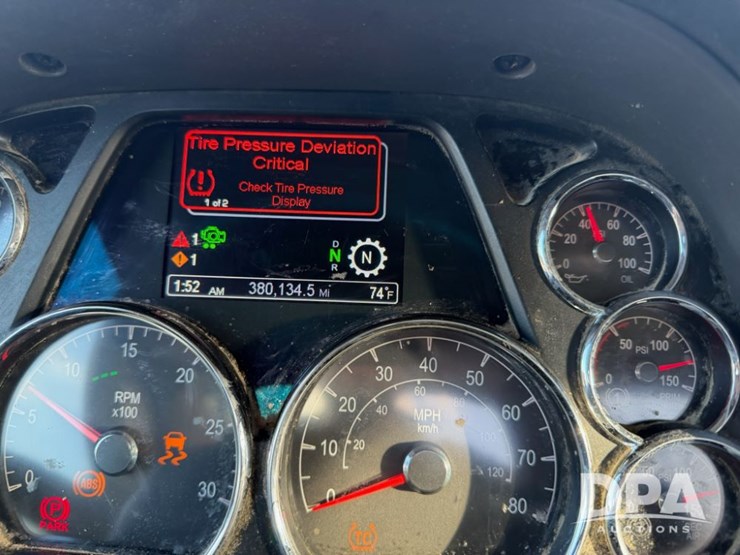 Tire Pressure Deviation
Critical
Check Tire Pressure
Display
1 of 2
1
1
D
N
R
N
1:52 AM 380,134.5 MI 74°F
0 5 10 15 20 25 30
RPM
x100
ABS
P
PARK
0 10 20 30 40 50 60 70 80
20 40 60 80 100 120
MPH
km/h
TC
0 20 40 60 80 100
OIL
0 50 100 150
PSI
PRIM
DPA
AUCTIONS